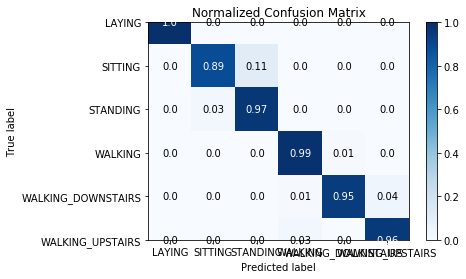 Normalized Confusion Matrix
LAYING 1.0 0.0 0.0 0.0 0.0 0.0
SITTING 0.0 0.89 0.11 0.0 0.0 0.0
STANDING 0.0 0.03 0.97 0.0 0.0 0.0
WALKING 0.0 0.0 0.0 0.99 0.01 0.0
WALKING_DOWNSTAIRS 0.0 0.0 0.0 0.01 0.95 0.04
WALKING_UPSTAIRS 0.0 0.0 0.0 0.03 0.0 0.96
LAYING SITTING STANDING WALKING WALKING_DOWNSTAIRS WALKING_UPSTAIRS
Predicted label
True label
1.0
0.8
0.6
0.4
0.2
0.0